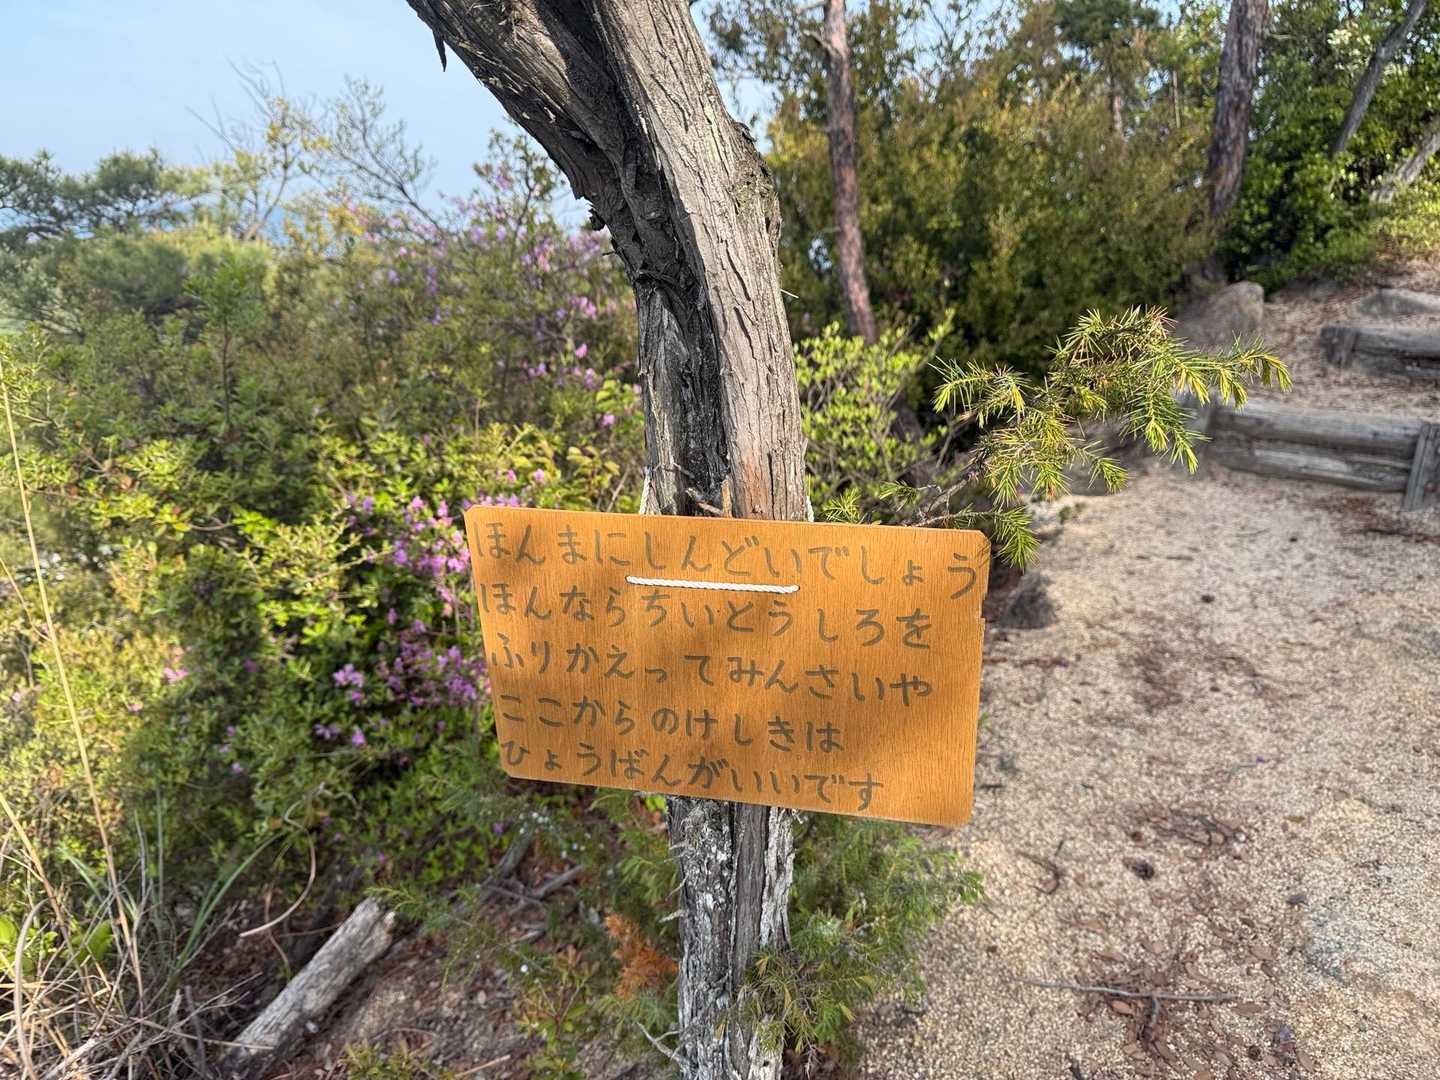 ほんまにしんどいでしょう
ほんならちいとうしろを
ふりかえってみんさいや
ここからのけしきは
ひょうばんがいいです